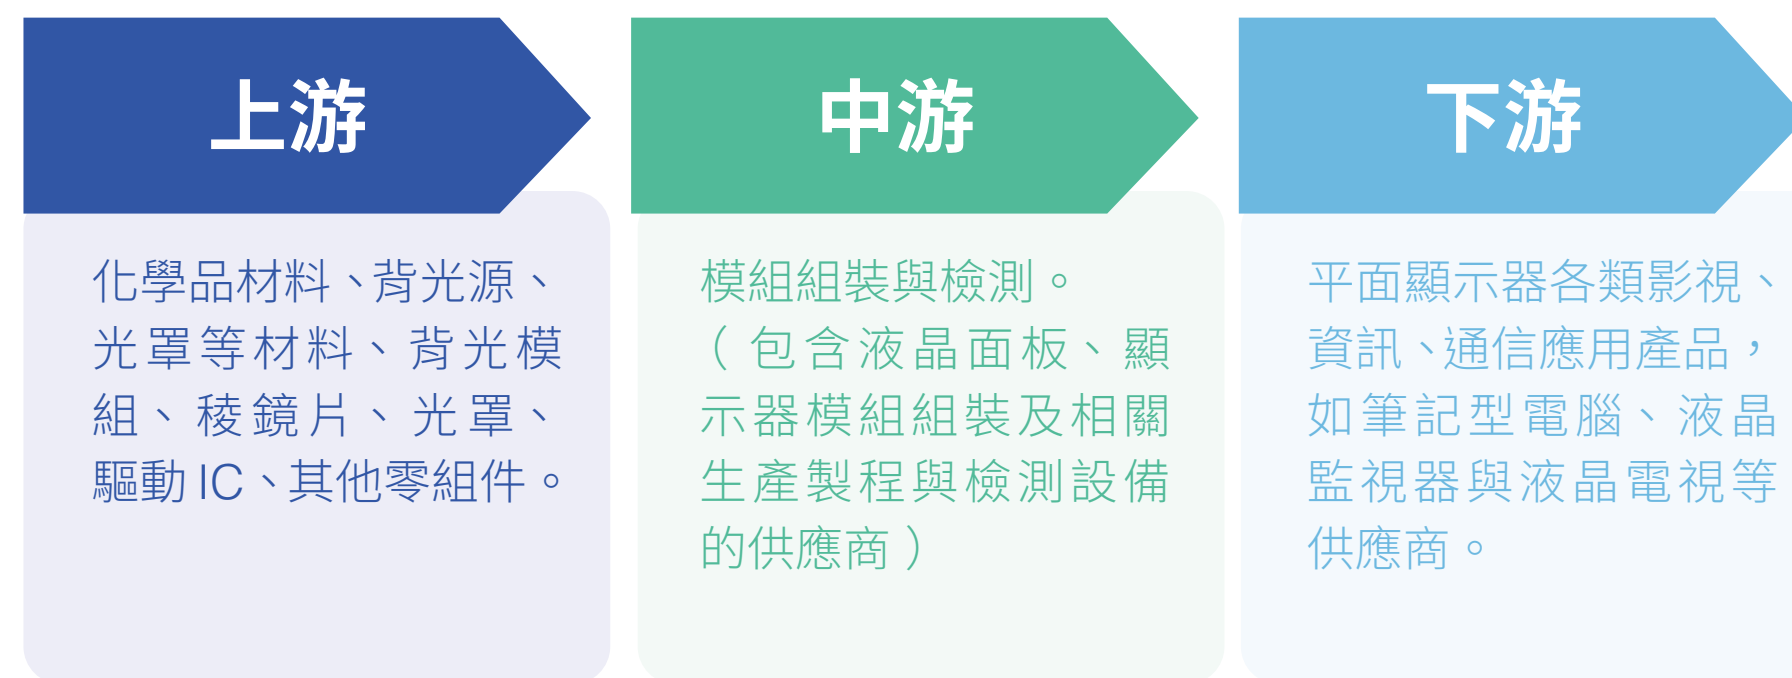 上游
化學品材料、背光源、
光罩等材料、背光模
組、稜鏡片、光罩、
驅動 IC、其他零組件。
中游
模組組裝與檢測。
（包含液晶面板、顯
示器模組組裝及相關
生產製程與檢測設備
的供應商）
下游
平面顯示器各類影視、
資訊、通信應用產品，
如筆記型電腦、液晶
監視器與液晶電視等
供應商。